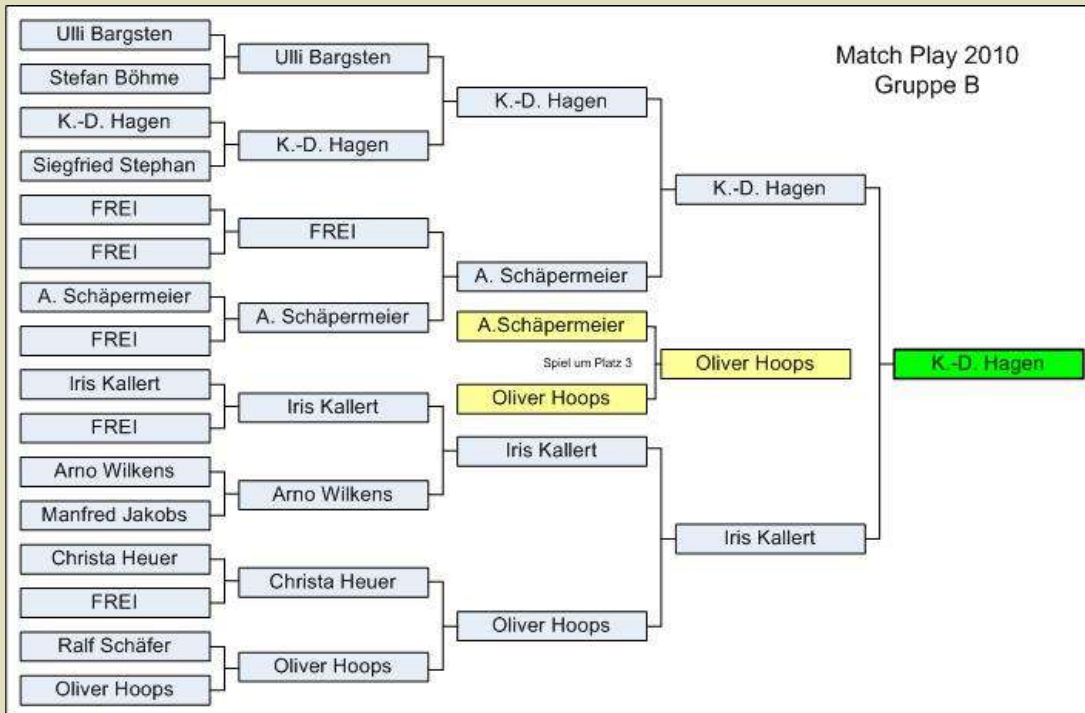 Match Play 2010
Gruppe B
Ulli Bargsten
Stefan Böhme
K.-D. Hagen
Siegfried Stephan
FREI
FREI
A. Schäpermeier
FREI
Iris Kallert
FREI
Arno Wilkens
Manfred Jakobs
Christa Heuer
FREI
Ralf Schäfer
Oliver Hoops
Ulli Bargsten
K.-D. Hagen
FREI
A. Schäpermeier
Iris Kallert
Arno Wilkens
Christa Heuer
Oliver Hoops
K.-D. Hagen
A. Schäpermeier
A.Schäpermeier
Spiel um Platz 3
Oliver Hoops
Iris Kallert
Oliver Hoops
K.-D. Hagen
Oliver Hoops
Iris Kallert
K.-D. Hagen